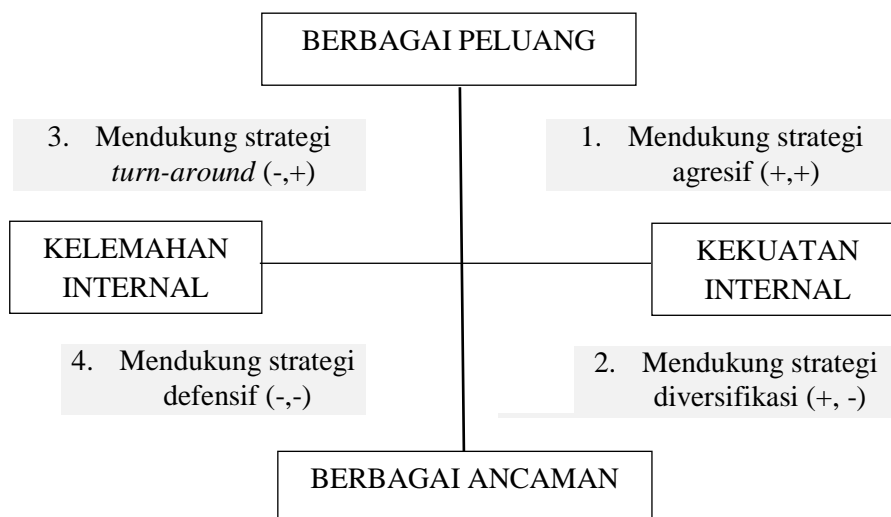 BERBAGAI PELUANG
3. Mendukung strategi
turn-around (-,+)
1. Mendukung strategi
agresif (+,+)
KELEMAHAN
INTERNAL
KEKUATAN
INTERNAL
4. Mendukung strategi
defensif (-,-)
2. Mendukung strategi
diversifikasi (+, -)
BERBAGAI ANCAMAN